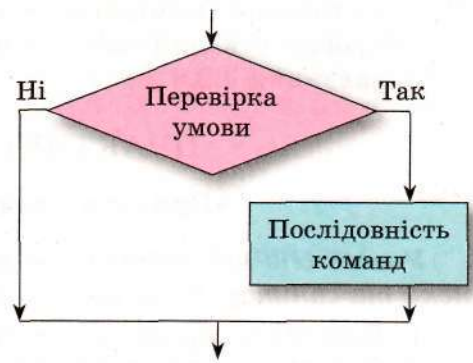 Ні
Так
Перевірка
умови
Послідовність
команд